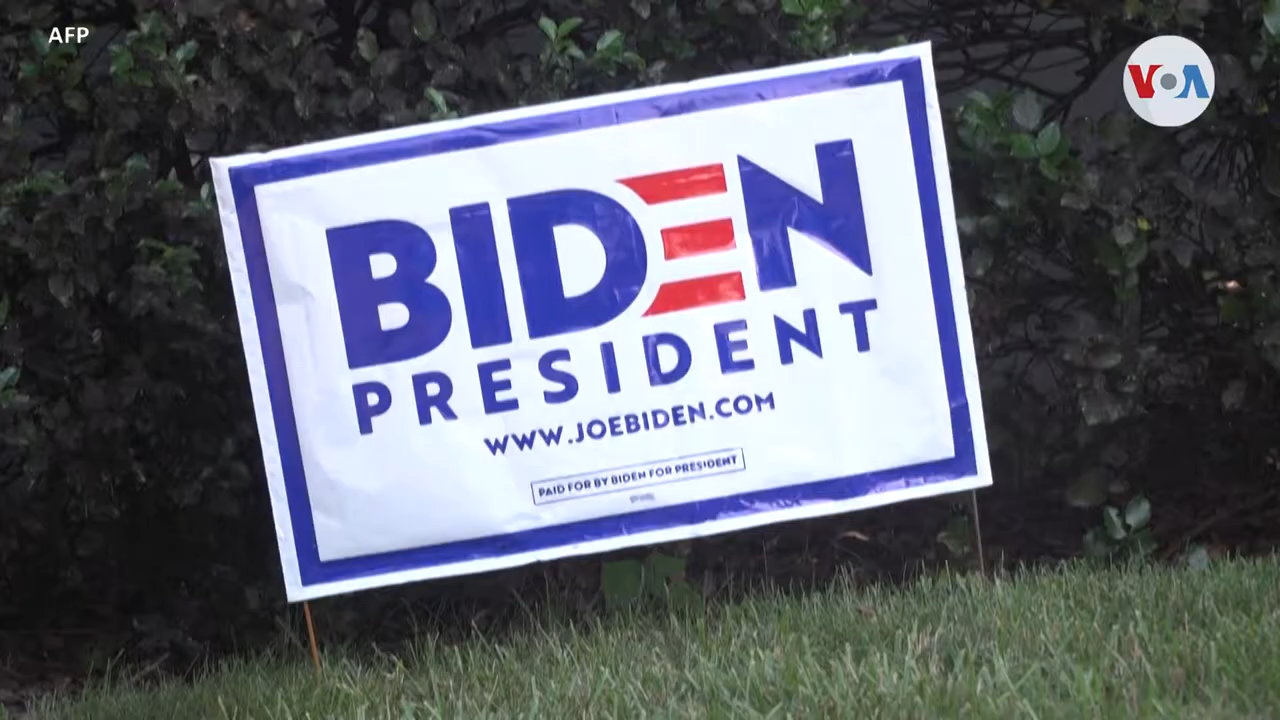 AFP
VOA
BIDEN
PRESIDENT
WWW.JOEBIDEN.COM
PAID FOR BY BIDEN FOR PRESIDENT